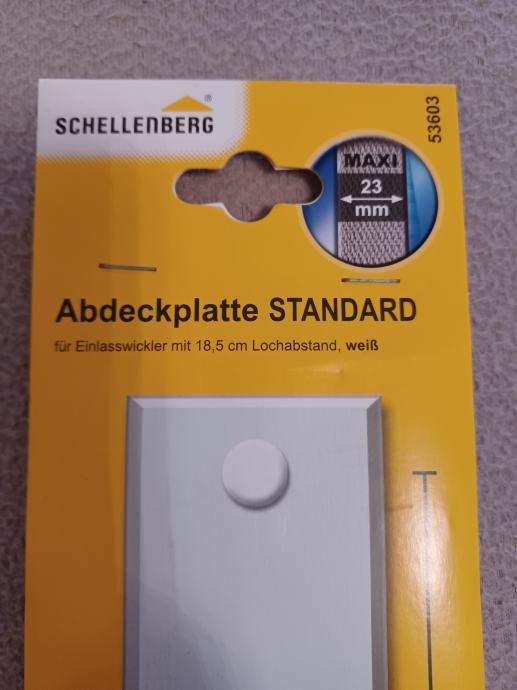 SCHELLENBERG®
53603
MAXI
23
mm
Abdeckplatte STANDARD
für Einlasswickler mit 18,5 cm Lochabstand, weiß